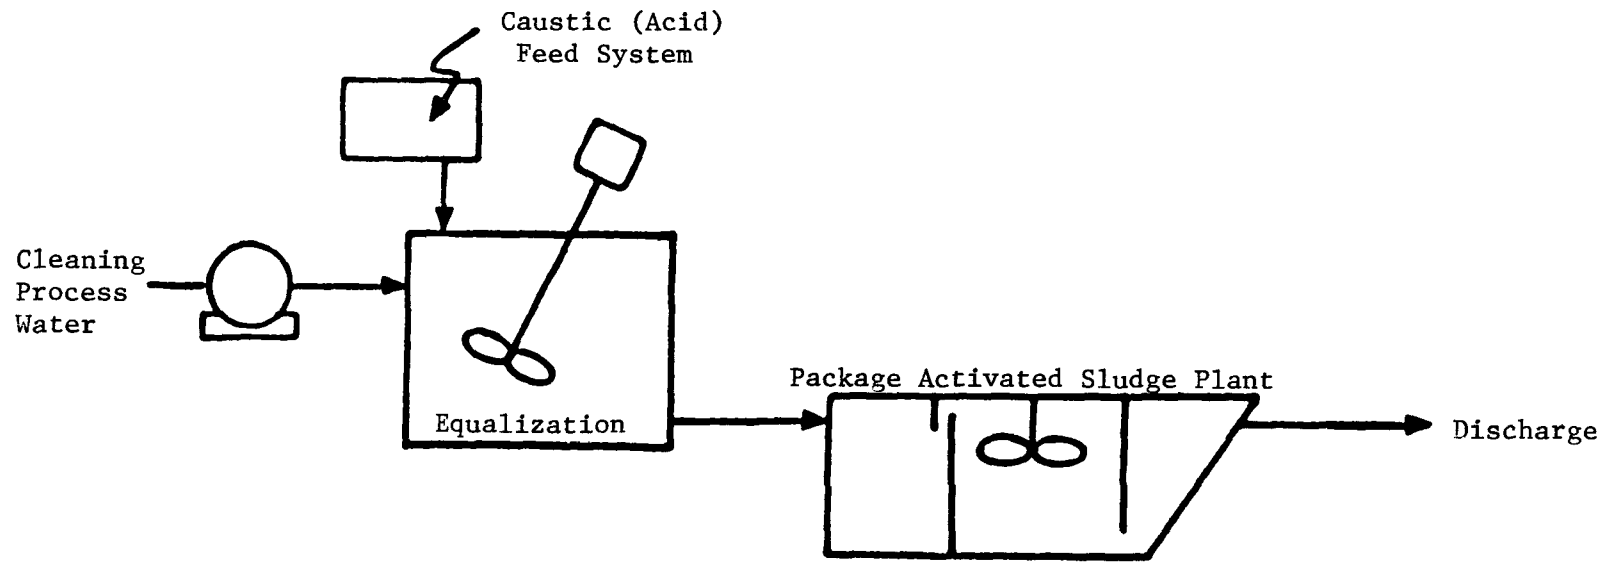 Caustic (Acid)
Feed System
Cleaning
Process
Water
Equalization
Package Activated Sludge Plant
Discharge